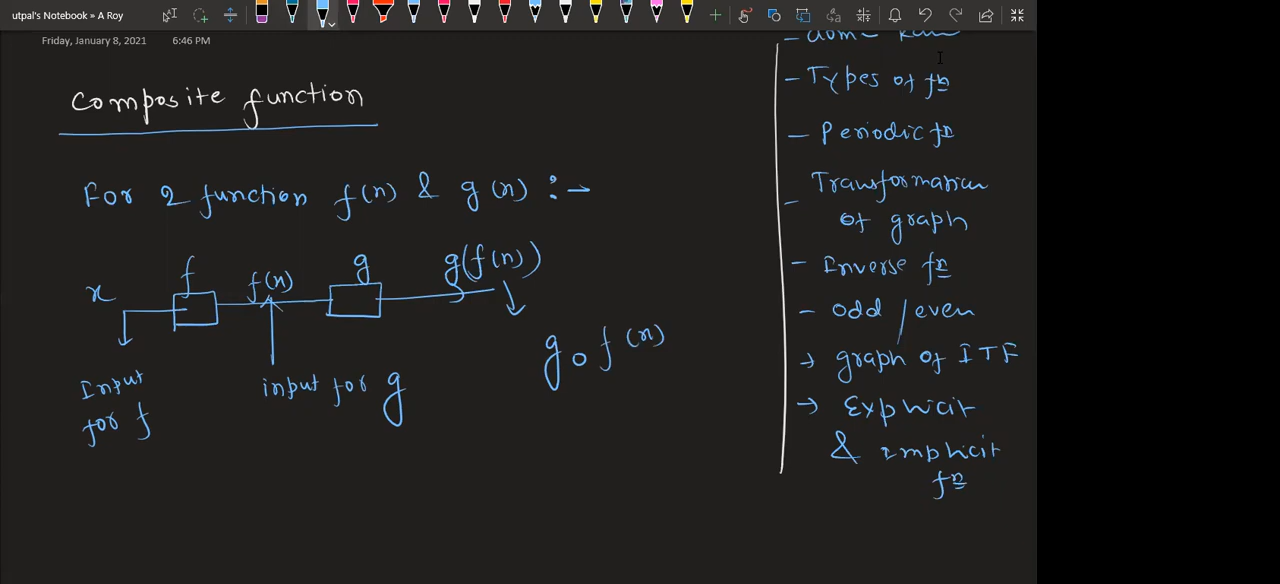 utpal's Notebook » A Roy
Friday, January 8, 2021 6:46 PM
Composite function
For 2 function f(x) & g(x) :→
x
f
f(x)
g
g(f(x))
g o f(x)
Input
for f
input for g
- Types of fn
- Periodic fn
- Transformation
of graph
- Inverse fn
- odd / even
→ graph of ITF
→ Explicit
& implicit
fn